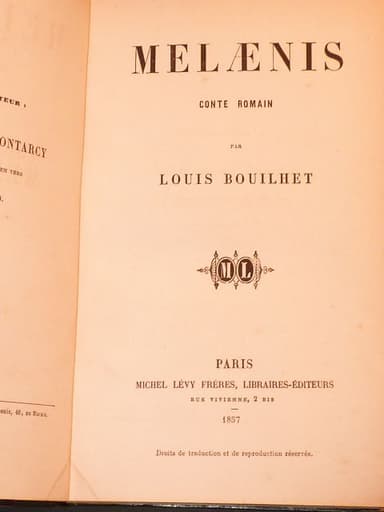 TEUR :
ONTARCY
EN VERS
MELÆNIS
CONTE ROMAIN
PAR
LOUIS BOUILHET
ML
PARIS
MICHEL LÉVY FRÈRES, LIBRAIRES-ÉDITEURS
RUE VIVIENNE, 2 BIS
1857
Droits de traduction et de reproduction réservés.